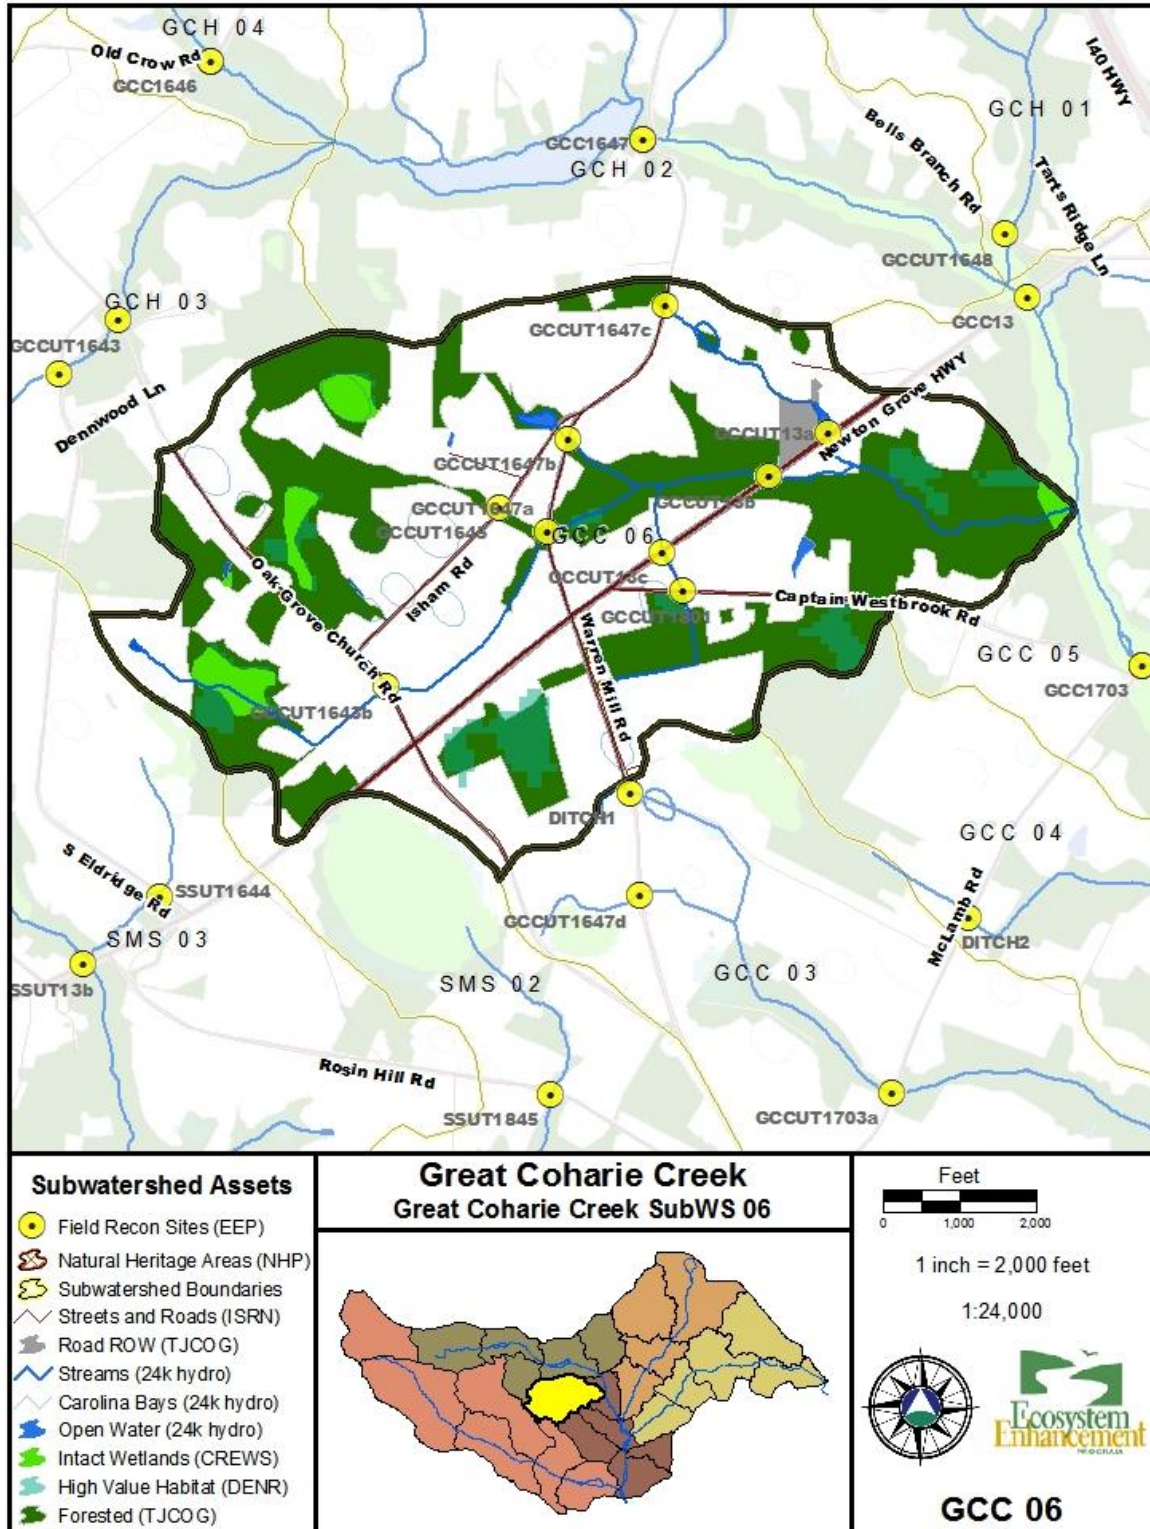 GCH 04
Old Crow Rd
GCC1646
I40 HWY
GCH 01
Bells Branch Rd
GCC1647
GCH 02
Tarts Ridge Ln
GCCUT1648
GCH 03
GCC13
GCCUT1647c
GCCUT1643
Dennwood Ln
Newton Grove HWY
GCCUT13a
GCCUT1647b
GCCUT13b
GCCUT1647a
GCCUT1645
GCC 06
Oak Grove Church Rd
Isham Rd
GCCUT13c
GCCUT1801
Captain Westbrook Rd
Warren Mill Rd
GCC 05
GCC1703
GCCUT1643b
DITCH1
GCC 04
S Eldridge Rd
SSUT1644
McLamb Rd
GCCUT1647d
SMS 03
DITCH2
SSUT13b
SMS 02
GCC 03
Rosin Hill Rd
SSUT1845
GCCUT1703a
Subwatershed Assets
Field Recon Sites (EEP)
Natural Heritage Areas (NHP)
Subwatershed Boundaries
Streets and Roads (ISRN)
Road ROW (TJCOG)
Streams (24k hydro)
Carolina Bays (24k hydro)
Open Water (24k hydro)
Intact Wetlands (CREWS)
High Value Habitat (DENR)
Forested (TJCOG)
Great Coharie Creek
Great Coharie Creek SubWS 06
Feet
0 1,000 2,000
1 inch = 2,000 feet
1:24,000
Ecosystem
Enhancement
PROGRAM
GCC 06